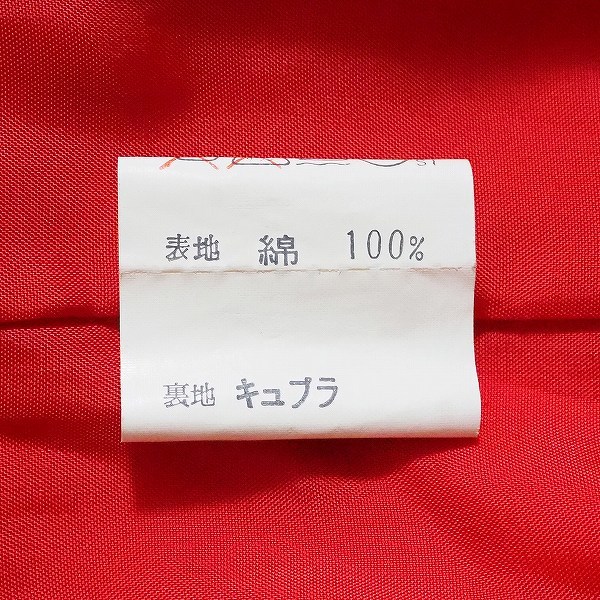 表地 綿 100%
裏地 キュプラ